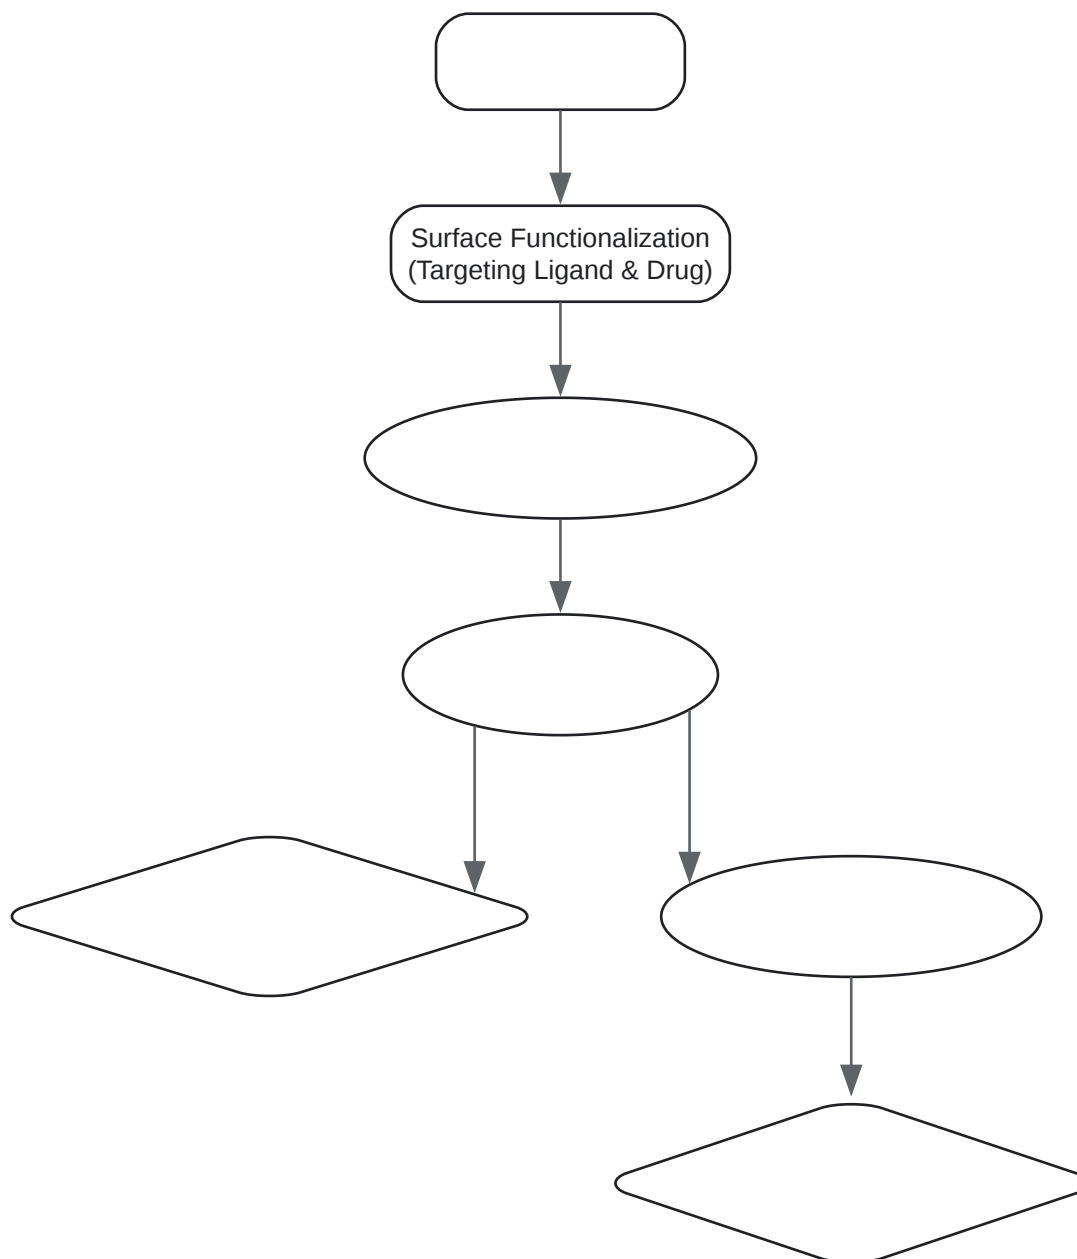 Surface Functionalization
(Targeting Ligand & Drug)